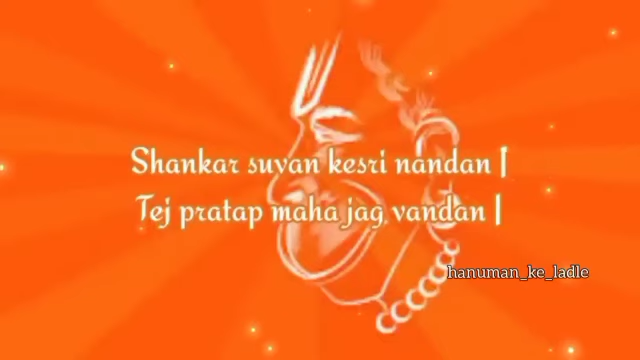 Shankar suvan kesri nandan |
Tej pratap maha jag vandan |
hanuman_ke_ladle